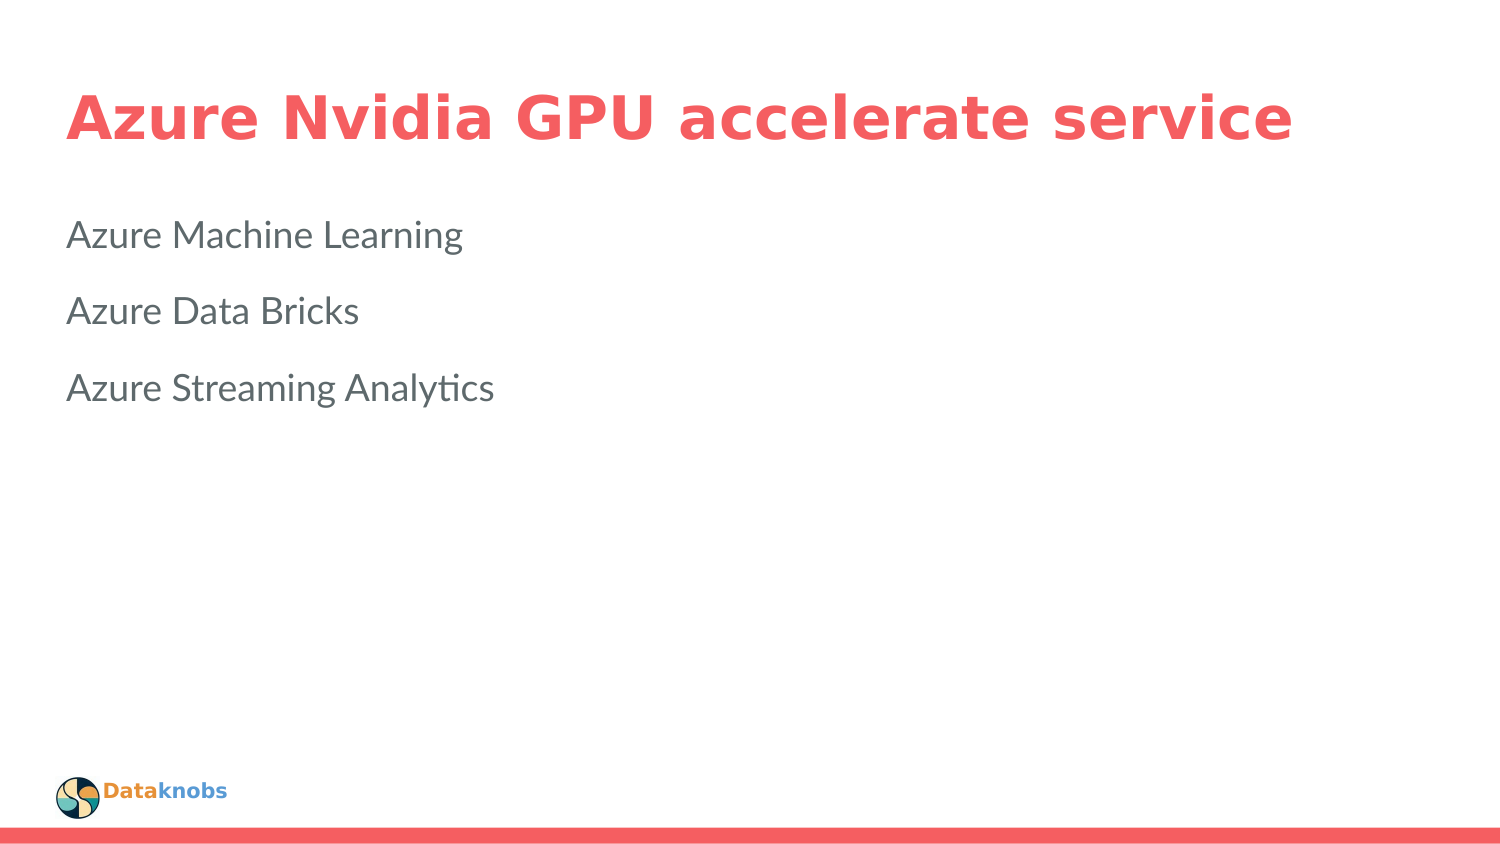 Azure Nvidia GPU accelerate service
Azure Machine Learning
Azure Data Bricks
Azure Streaming Analytics
Dataknobs